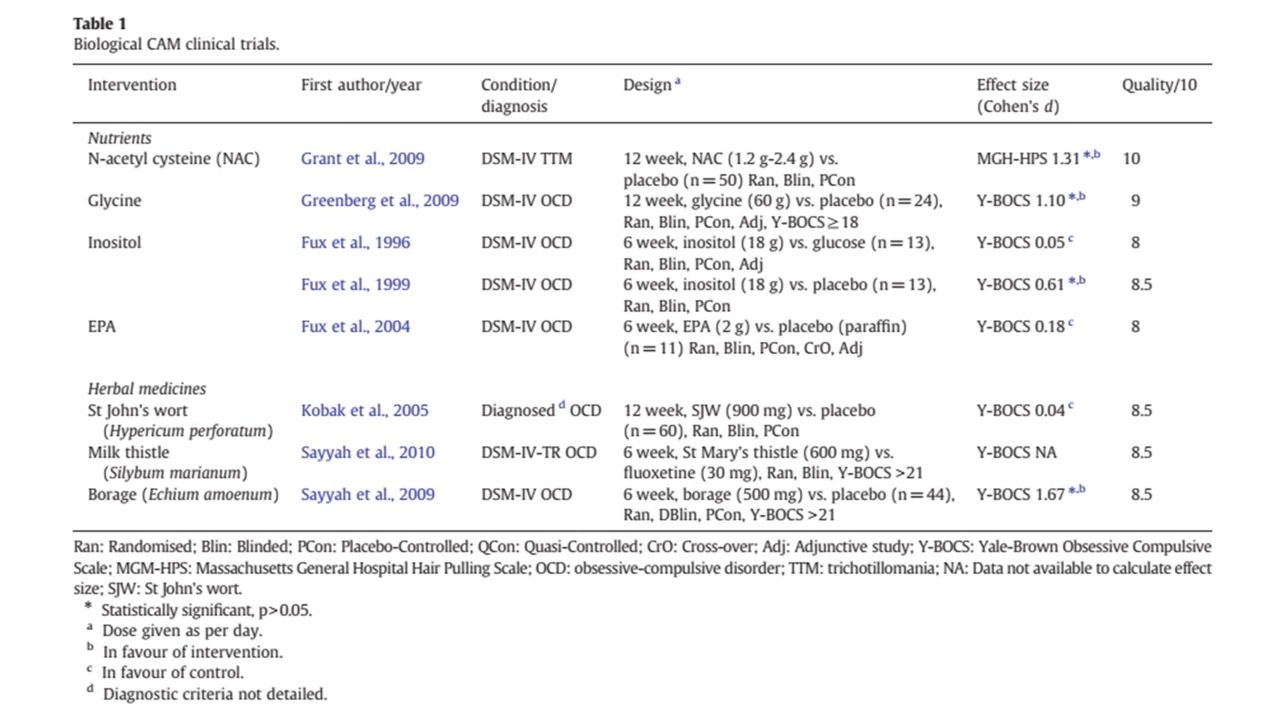 Table 1
Biological CAM clinical trials.
Intervention First author/year Condition/ diagnosis Design a Effect size (Cohen's d) Quality/10
Nutrients
N-acetyl cysteine (NAC) Grant et al., 2009 DSM-IV TTM 12 week, NAC (1.2 g-2.4 g) vs. MGH-HPS 1.31 *,b 10
placebo (n=50) Ran, Blin, PCon
Glycine Greenberg et al., 2009 DSM-IV OCD 12 week, glycine (60 g) vs. placebo (n=24), Y-BOCS 1.10 *,b 9
Ran, Blin, PCon, Adj, Y-BOCS≥18
Inositol Fux et al., 1996 DSM-IV OCD 6 week, inositol (18 g) vs. glucose (n=13), Y-BOCS 0.05 c 8
Ran, Blin, PCon, Adj
Fux et al., 1999 DSM-IV OCD 6 week, inositol (18 g) vs. placebo (n=13), Y-BOCS 0.61 *,b 8.5
Ran, Blin, PCon
EPA Fux et al., 2004 DSM-IV OCD 6 week, EPA (2 g) vs. placebo (paraffin) Y-BOCS 0.18 c 8
(n=11) Ran, Blin, PCon, CrO, Adj
Herbal medicines
St John's wort Kobak et al., 2005 Diagnosed d OCD 12 week, SJW (900 mg) vs. placebo Y-BOCS 0.04 c 8.5
(Hypericum perforatum) (n=60), Ran, Blin, PCon
Milk thistle Sayyah et al., 2010 DSM-IV-TR OCD 6 week, St Mary's thistle (600 mg) vs. Y-BOCS NA 8.5
(Silybum marianum) fluoxetine (30 mg), Ran, Blin, Y-BOCS >21
Borage (Echium amoenum) Sayyah et al., 2009 DSM-IV OCD 6 week, borage (500 mg) vs. placebo (n=44), Y-BOCS 1.67 *,b 8.5
Ran, DBlin, PCon, Y-BOCS >21
Ran: Randomised; Blin: Blinded; PCon: Placebo-Controlled; QCon: Quasi-Controlled; CrO: Cross-over; Adj: Adjunctive study; Y-BOCS: Yale-Brown Obsessive Compulsive
Scale; MGM-HPS: Massachusetts General Hospital Hair Pulling Scale; OCD: obsessive-compulsive disorder; TTM: trichotillomania; NA: Data not available to calculate effect
size; SJW: St John's wort.
* Statistically significant, p>0.05.
a Dose given as per day.
b In favour of intervention.
c In favour of control.
d Diagnostic criteria not detailed.